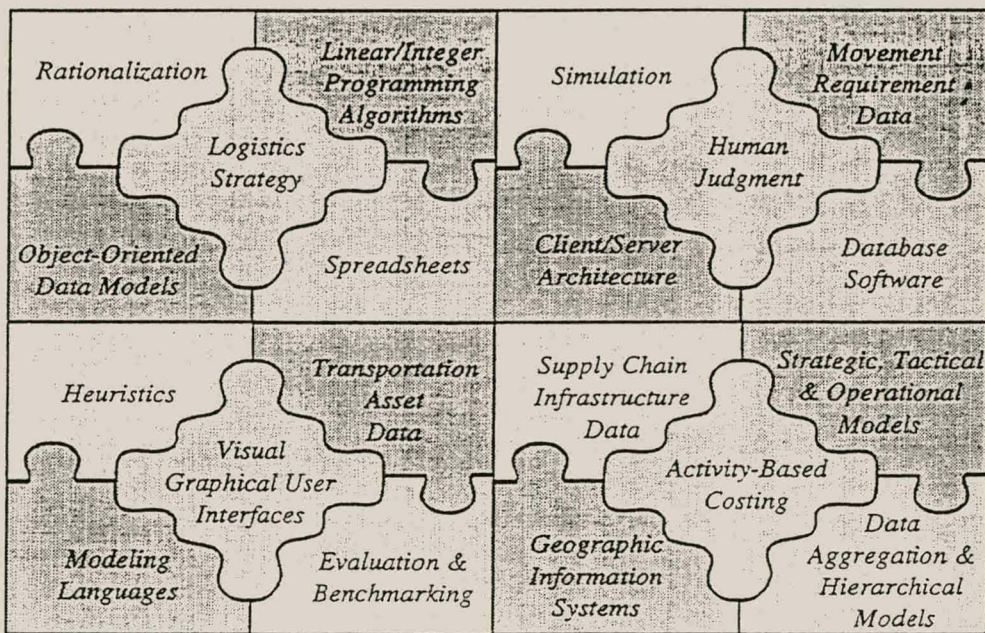 Rationalization
Linear/Integer
Programming
Algorithms
Logistics
Strategy
Object-Oriented
Data Models
Spreadsheets
Simulation
Movement
Requirement
Data
Human
Judgment
Client/Server
Architecture
Database
Software
Heuristics
Transportation
Asset
Data
Visual
Graphical User
Interfaces
Modeling
Languages
Evaluation &
Benchmarking
Supply Chain
Infrastructure
Data
Strategic, Tactical
& Operational
Models
Activity-Based
Costing
Geographic
Information
Systems
Data
Aggregation &
Hierarchical
Models